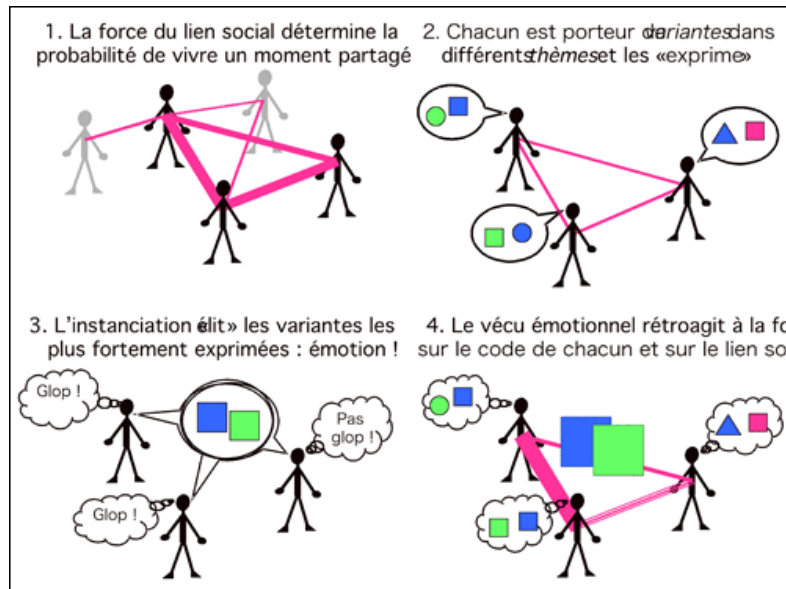 1. La force du lien social détermine la
probabilité de vivre un moment partagé
2. Chacun est porteur de variantes dans
différents thèmes et les «exprime»
3. L'instanciation élit» les variantes les
plus fortement exprimées : émotion !
Glop !
Pas
glop !
Glop !
4. Le vécu émotionnel rétroagit à la fo
sur le code de chacun et sur le lien so